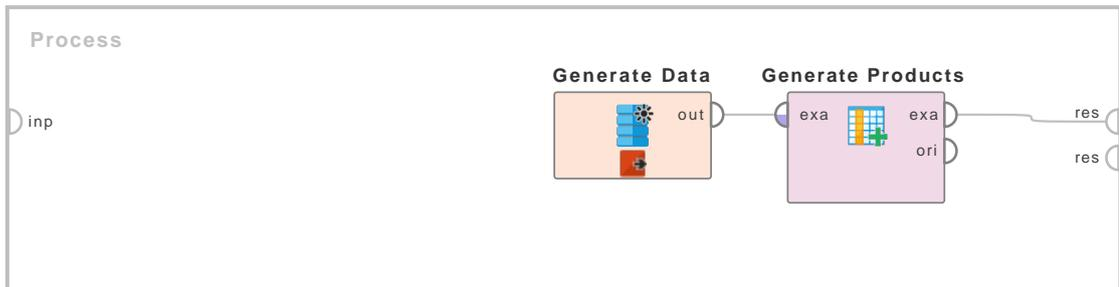 Process
Generate Data
Generate Products
inp
out
exa
exa
res
ori
res